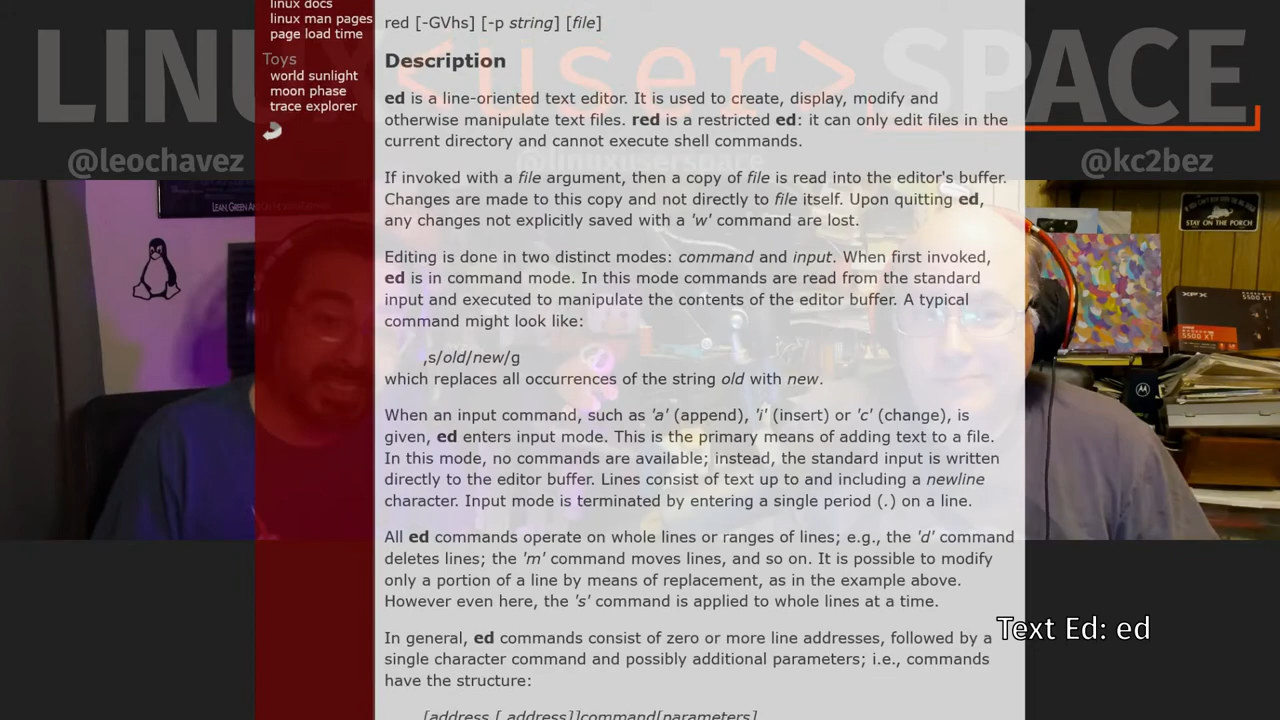 linux docs
linux man pages
page load time
Toys
world sunlight
moon phase
trace explorer
LINUX <user> SPACE
@leochavez
@linuxuserspace
@kc2bez
red [-GVhs] [-p string] [file]
Description
ed is a line-oriented text editor. It is used to create, display, modify and
otherwise manipulate text files. red is a restricted ed: it can only edit files in the
current directory and cannot execute shell commands.
If invoked with a file argument, then a copy of file is read into the editor's buffer.
Changes are made to this copy and not directly to file itself. Upon quitting ed,
any changes not explicitly saved with a 'w' command are lost.
Editing is done in two distinct modes: command and input. When first invoked,
ed is in command mode. In this mode commands are read from the standard
input and executed to manipulate the contents of the editor buffer. A typical
command might look like:
,s/old/new/g
which replaces all occurrences of the string old with new.
When an input command, such as 'a' (append), 'i' (insert) or 'c' (change), is
given, ed enters input mode. This is the primary means of adding text to a file.
In this mode, no commands are available; instead, the standard input is written
directly to the editor buffer. Lines consist of text up to and including a newline
character. Input mode is terminated by entering a single period (.) on a line.
All ed commands operate on whole lines or ranges of lines; e.g., the 'd' command
deletes lines; the 'm' command moves lines, and so on. It is possible to modify
only a portion of a line by means of replacement, as in the example above.
However even here, the 's' command is applied to whole lines at a time.
In general, ed commands consist of zero or more line addresses, followed by a
single character command and possibly additional parameters; i.e., commands
have the structure:
[address [,address]]command[parameters]
Text Ed: ed
LEAN, GREEN
STAY ON THE PORCH
XFX
5500 XT
5500 XT